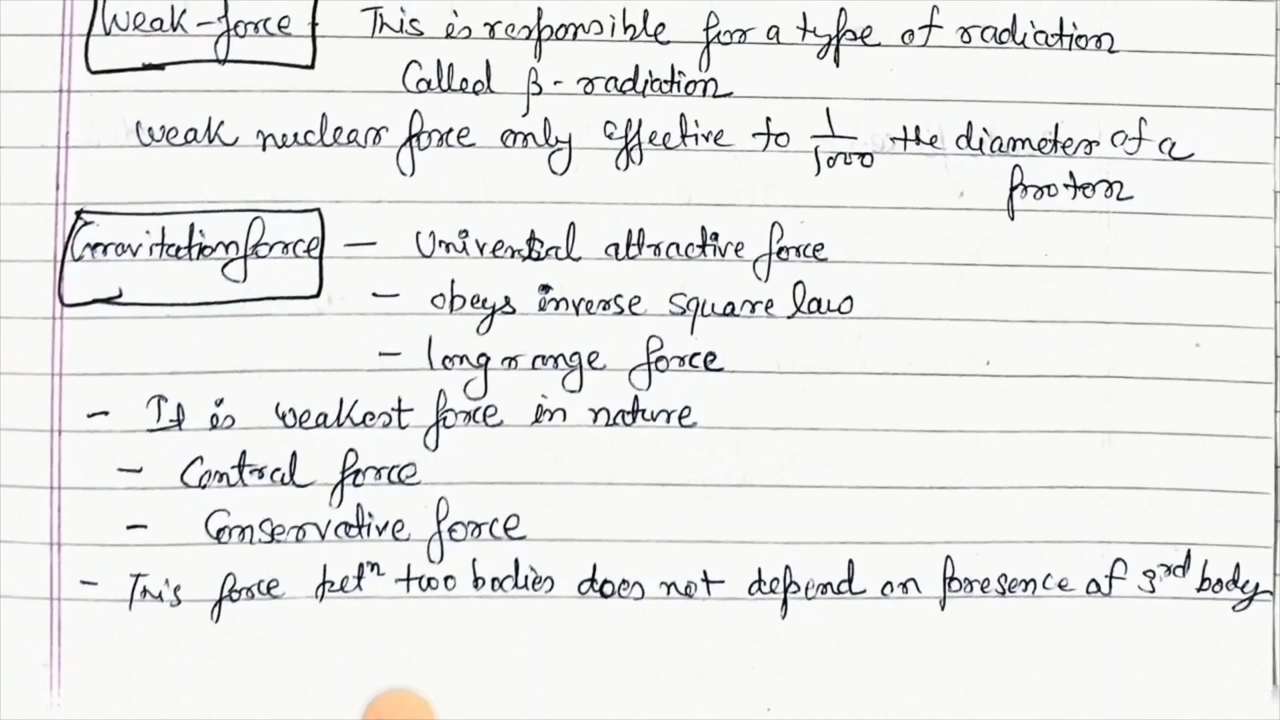 Weak-force - This is responsible for a type of radiation
Called β-radiation
weak nuclear force only effective to 1/1000 the diameter of a
proton
Gravitation force — Universal attractive force
- obeys inverse square law
- long range force
- It is weakest force in nature
- Central force
- Conservative force
- This force betⁿ two bodies does not depend on presence of 3rd body